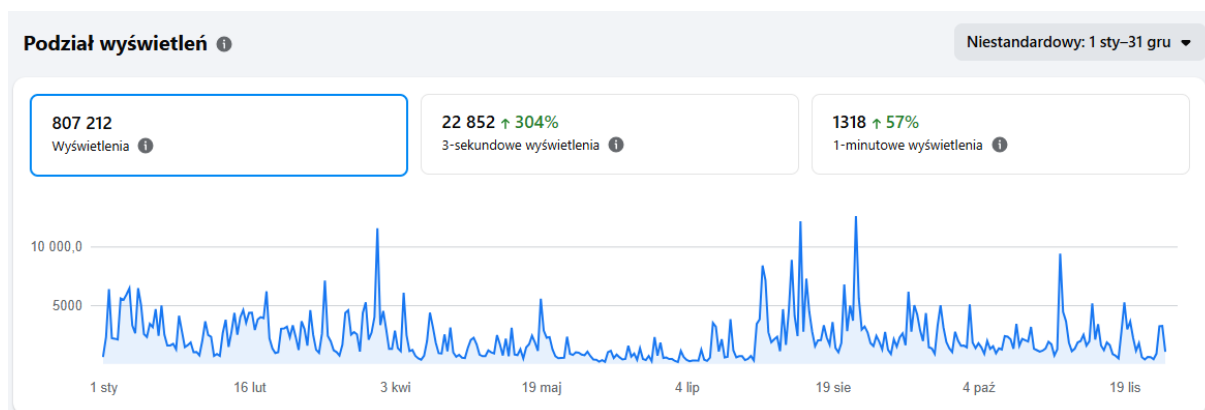 Podział wyświetleń
Niestandardowy: 1 sty–31 gru
807 212
Wyświetlenia
22 852 ↑ 304%
3-sekundowe wyświetlenia
1318 ↑ 57%
1-minutowe wyświetlenia
10 000,0
5000
1 sty 16 lut 3 kwi 19 maj 4 lip 19 sie 4 paź 19 lis